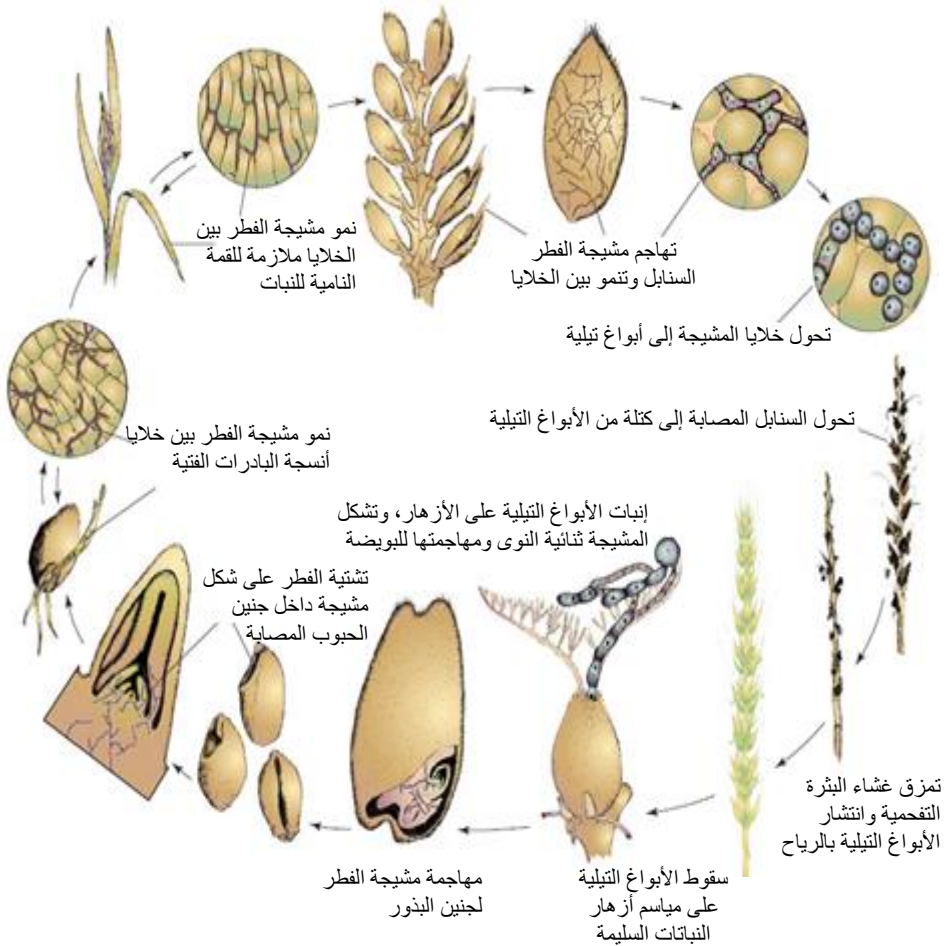 نمو مشيجة الفطر بين
الخلايا ملازمة للقمة
النامية للنبات
تهاجم مشيجة الفطر
السنابل وتنمو بين الخلايا
تحول خلايا المشيجة إلى أبواغ تيلية
تحول السنابل المصابة إلى كتلة من الأبواغ التيلية
نمو مشيجة الفطر بين خلايا
أنسجة البادرات الفتية
إنبات الأبواغ التيلية على الأزهار، وتشكل
المشيجة ثنائية النوى ومهاجمتها للبويضة
تشتية الفطر على شكل
مشيجة داخل جنين
الحبوب المصابة
تمزق غشاء البثرة
التفحمية وانتشار
الأبواغ التيلية بالرياح
سقوط الأبواغ التيلية
على مياسم أزهار
النباتات السليمة
مهاجمة مشيجة الفطر
لجنين البذور